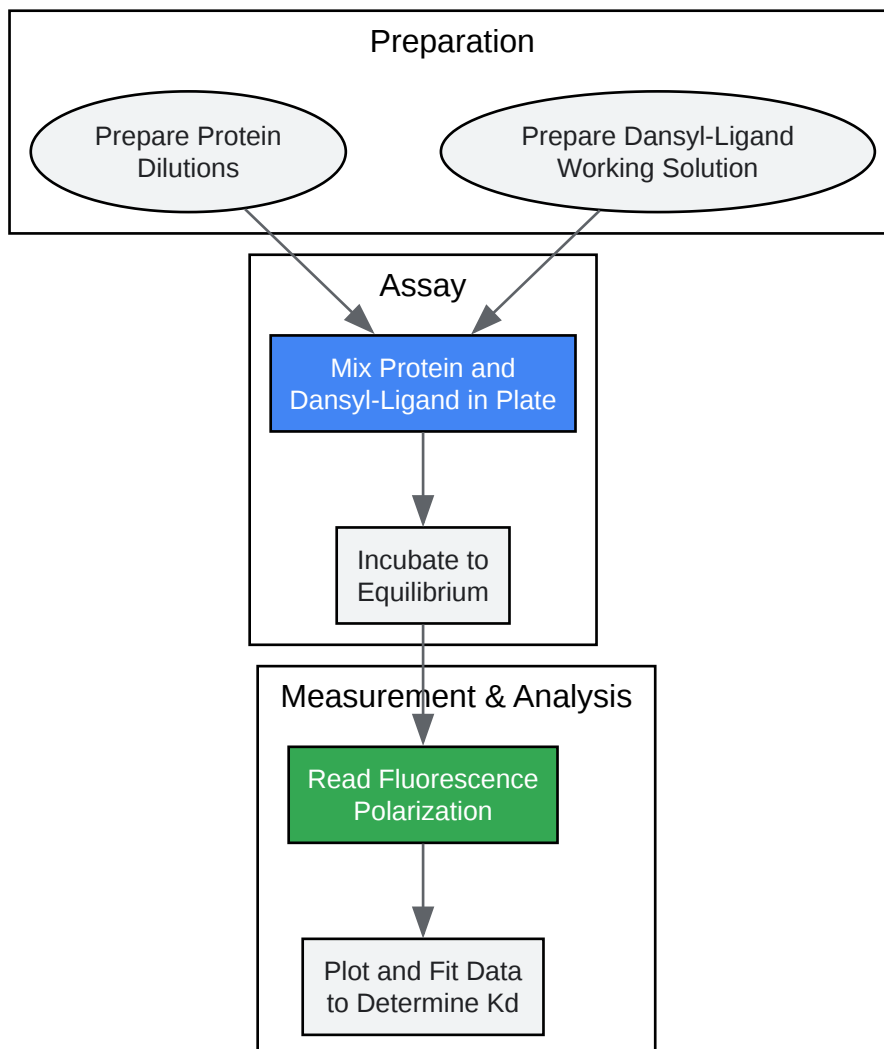 Preparation
Prepare Protein
Dilutions
Prepare Dansyl-Ligand
Working Solution
Assay
Mix Protein and
Dansyl-Ligand in Plate
Incubate to
Equilibrium
Measurement & Analysis
Read Fluorescence
Polarization
Plot and Fit Data
to Determine Kd